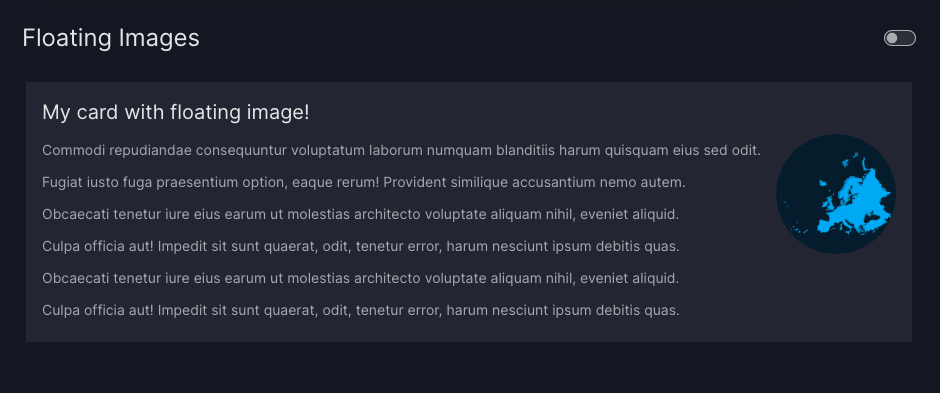 Floating Images
My card with floating image!
Commodi repudiandae consequuntur voluptatum laborum numquam blanditiis harum quisquam eius sed odit.
Fugiat iusto fuga praesentium option, eaque rerum! Provident similique accusantium nemo autem.
Obcaecati tenetur iure eius earum ut molestias architecto voluptate aliquam nihil, eveniet aliquid.
Culpa officia aut! Impedit sit sunt quaerat, odit, tenetur error, harum nesciunt ipsum debitis quas.
Obcaecati tenetur iure eius earum ut molestias architecto voluptate aliquam nihil, eveniet aliquid.
Culpa officia aut! Impedit sit sunt quaerat, odit, tenetur error, harum nesciunt ipsum debitis quas.